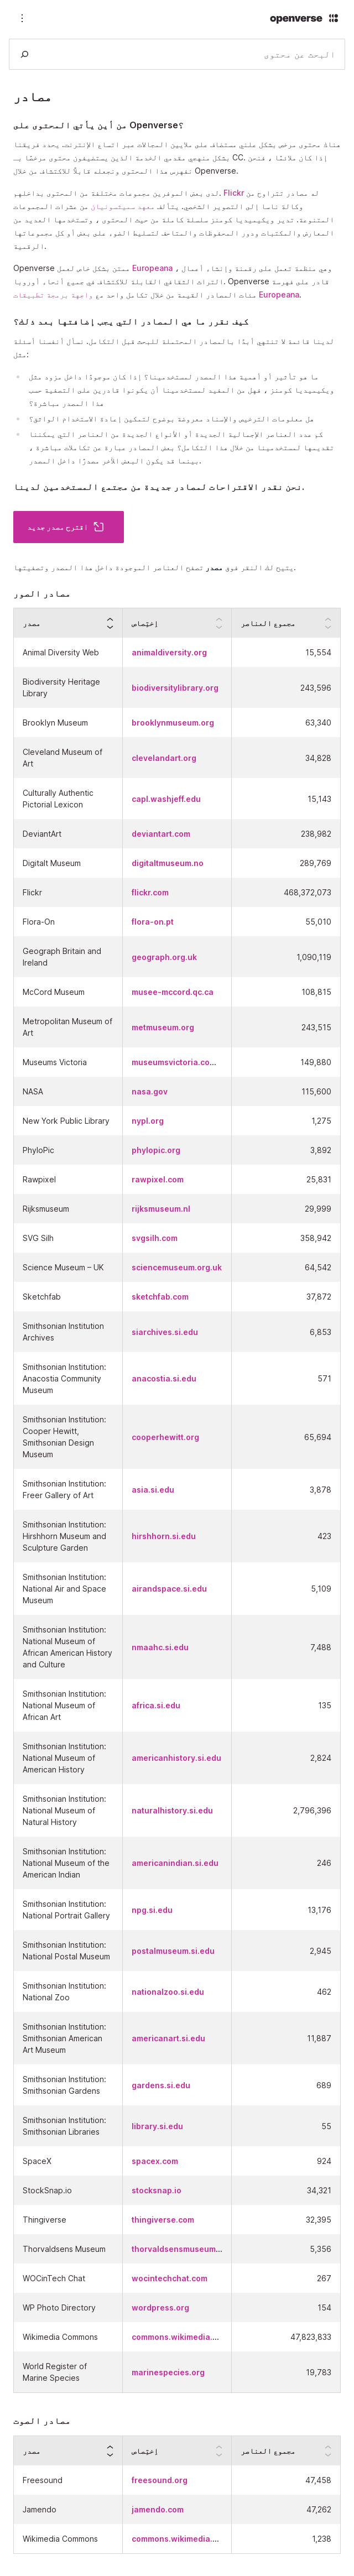 openverse
البحث عن محتوى
مصادر
من أين يأتي المحتوى على Openverse؟
هناك محتوى مرخص بشكل علني مستضاف على ملايين المجالات عبر اتساع الإنترنت. يحدد فريقنا
بشكل منهجي مقدمي الخدمة الذين يستضيفون محتوى مرخصًا بـ CC. إذا كان ملائمًا ، فنحن
نفهرس هذا المحتوى ونجعله قابلاً للاكتشاف من خلال Openverse.
لدى بعض الموفرين مجموعات مختلفة من المحتوى بداخلهم. Flickr له مصادر تتراوح من
وكالة ناسا إلى التصوير الشخصي. يتألف معهد سميثسونيان من عشرات المجموعات
المتنوعة. تدير ويكيميديا كومنز سلسلة كاملة من حيث المحتوى ، وتستخدمها العديد من
المعارض والمكتبات ودور المحفوظات والمتاحف لتسليط الضوء على بعض أو كل مجموعاتها
الرقمية.
Openverse ممتن بشكل خاص لعمل Europeana ، وهي منظمة تعمل على رقمنة وإنشاء أعمال
التراث الثقافي القابلة للاكتشاف في جميع أنحاء أوروبا. Openverse قادر على فهرسة
مئات المصادر القيمة من خلال تكامل واحد مع واجهة برمجة تطبيقات Europeana.
كيف نقرر ما هي المصادر التي يجب إضافتها بعد ذلك؟
لدينا قائمة لا تنتهي أبدًا بالمصادر المحتملة للبحث قبل التكامل. نسأل أنفسنا أسئلة
مثل:
ما هو تأثير أو أهمية هذا المصدر لمستخدمينا؟ إذا كان موجودًا داخل مزود مثل
ويكيميديا كومنز ، فهل من المفيد لمستخدمينا أن يكونوا قادرين على التصفية حسب
هذا المصدر مباشرة؟
هل معلومات الترخيص والإسناد معروضة بوضوح لتمكين إعادة الاستخدام الواثق؟
كم عدد العناصر الإجمالية الجديدة أو الأنواع الجديدة من العناصر التي يمكننا
تقديمها لمستخدمينا من خلال هذا التكامل؟ بعض المصادر عبارة عن تكاملات مباشرة ،
بينما قد يكون البعض الآخر مصدرًا داخل المصدر.
نحن نقدر الاقتراحات لمصادر جديدة من مجتمع المستخدمين لدينا.
اقترح مصدر جديد
يتيح لك النقر فوق مصدر تصفح العناصر الموجودة داخل هذا المصدر وتصفيتها.
مصادر الصور
مصدر إختِصاص مجموع العناصر
Animal Diversity Web animaldiversity.org 15,554
Biodiversity Heritage
Library biodiversitylibrary.org 243,596
Brooklyn Museum brooklynmuseum.org 63,340
Cleveland Museum of
Art clevelandart.org 34,828
Culturally Authentic
Pictorial Lexicon capl.washjeff.edu 15,143
DeviantArt deviantart.com 238,982
Digitalt Museum digitaltmuseum.no 289,769
Flickr flickr.com 468,372,073
Flora-On flora-on.pt 55,010
Geograph Britain and
Ireland geograph.org.uk 1,090,119
McCord Museum musee-mccord.qc.ca 108,815
Metropolitan Museum of
Art metmuseum.org 243,515
Museums Victoria museumsvictoria.co... 149,880
NASA nasa.gov 115,600
New York Public Library nypl.org 1,275
PhyloPic phylopic.org 3,892
Rawpixel rawpixel.com 25,831
Rijksmuseum rijksmuseum.nl 29,999
SVG Silh svgsilh.com 358,942
Science Museum – UK sciencemuseum.org.uk 64,542
Sketchfab sketchfab.com 37,872
Smithsonian Institution
Archives siarchives.si.edu 6,853
Smithsonian Institution:
Anacostia Community
Museum anacostia.si.edu 571
Smithsonian Institution:
Cooper Hewitt,
Smithsonian Design
Museum cooperhewitt.org 65,694
Smithsonian Institution:
Freer Gallery of Art asia.si.edu 3,878
Smithsonian Institution:
Hirshhorn Museum and
Sculpture Garden hirshhorn.si.edu 423
Smithsonian Institution:
National Air and Space
Museum airandspace.si.edu 5,109
Smithsonian Institution:
National Museum of
African American History
and Culture nmaahc.si.edu 7,488
Smithsonian Institution:
National Museum of
African Art africa.si.edu 135
Smithsonian Institution:
National Museum of
American History americanhistory.si.edu 2,824
Smithsonian Institution:
National Museum of
Natural History naturalhistory.si.edu 2,796,396
Smithsonian Institution:
National Museum of the
American Indian americanindian.si.edu 246
Smithsonian Institution:
National Portrait Gallery npg.si.edu 13,176
Smithsonian Institution:
National Postal Museum postalmuseum.si.edu 2,945
Smithsonian Institution:
National Zoo nationalzoo.si.edu 462
Smithsonian Institution:
Smithsonian American
Art Museum americanart.si.edu 11,887
Smithsonian Institution:
Smithsonian Gardens gardens.si.edu 689
Smithsonian Institution:
Smithsonian Libraries library.si.edu 55
SpaceX spacex.com 924
StockSnap.io stocksnap.io 34,321
Thingiverse thingiverse.com 32,395
Thorvaldsens Museum thorvaldsensmuseum... 5,356
WOCinTech Chat wocintechchat.com 267
WP Photo Directory wordpress.org 154
Wikimedia Commons commons.wikimedia.... 47,823,833
World Register of
Marine Species marinespecies.org 19,783
مصادر الصوت
مصدر إختِصاص مجموع العناصر
Freesound freesound.org 47,458
Jamendo jamendo.com 47,262
Wikimedia Commons commons.wikimedia.... 1,238